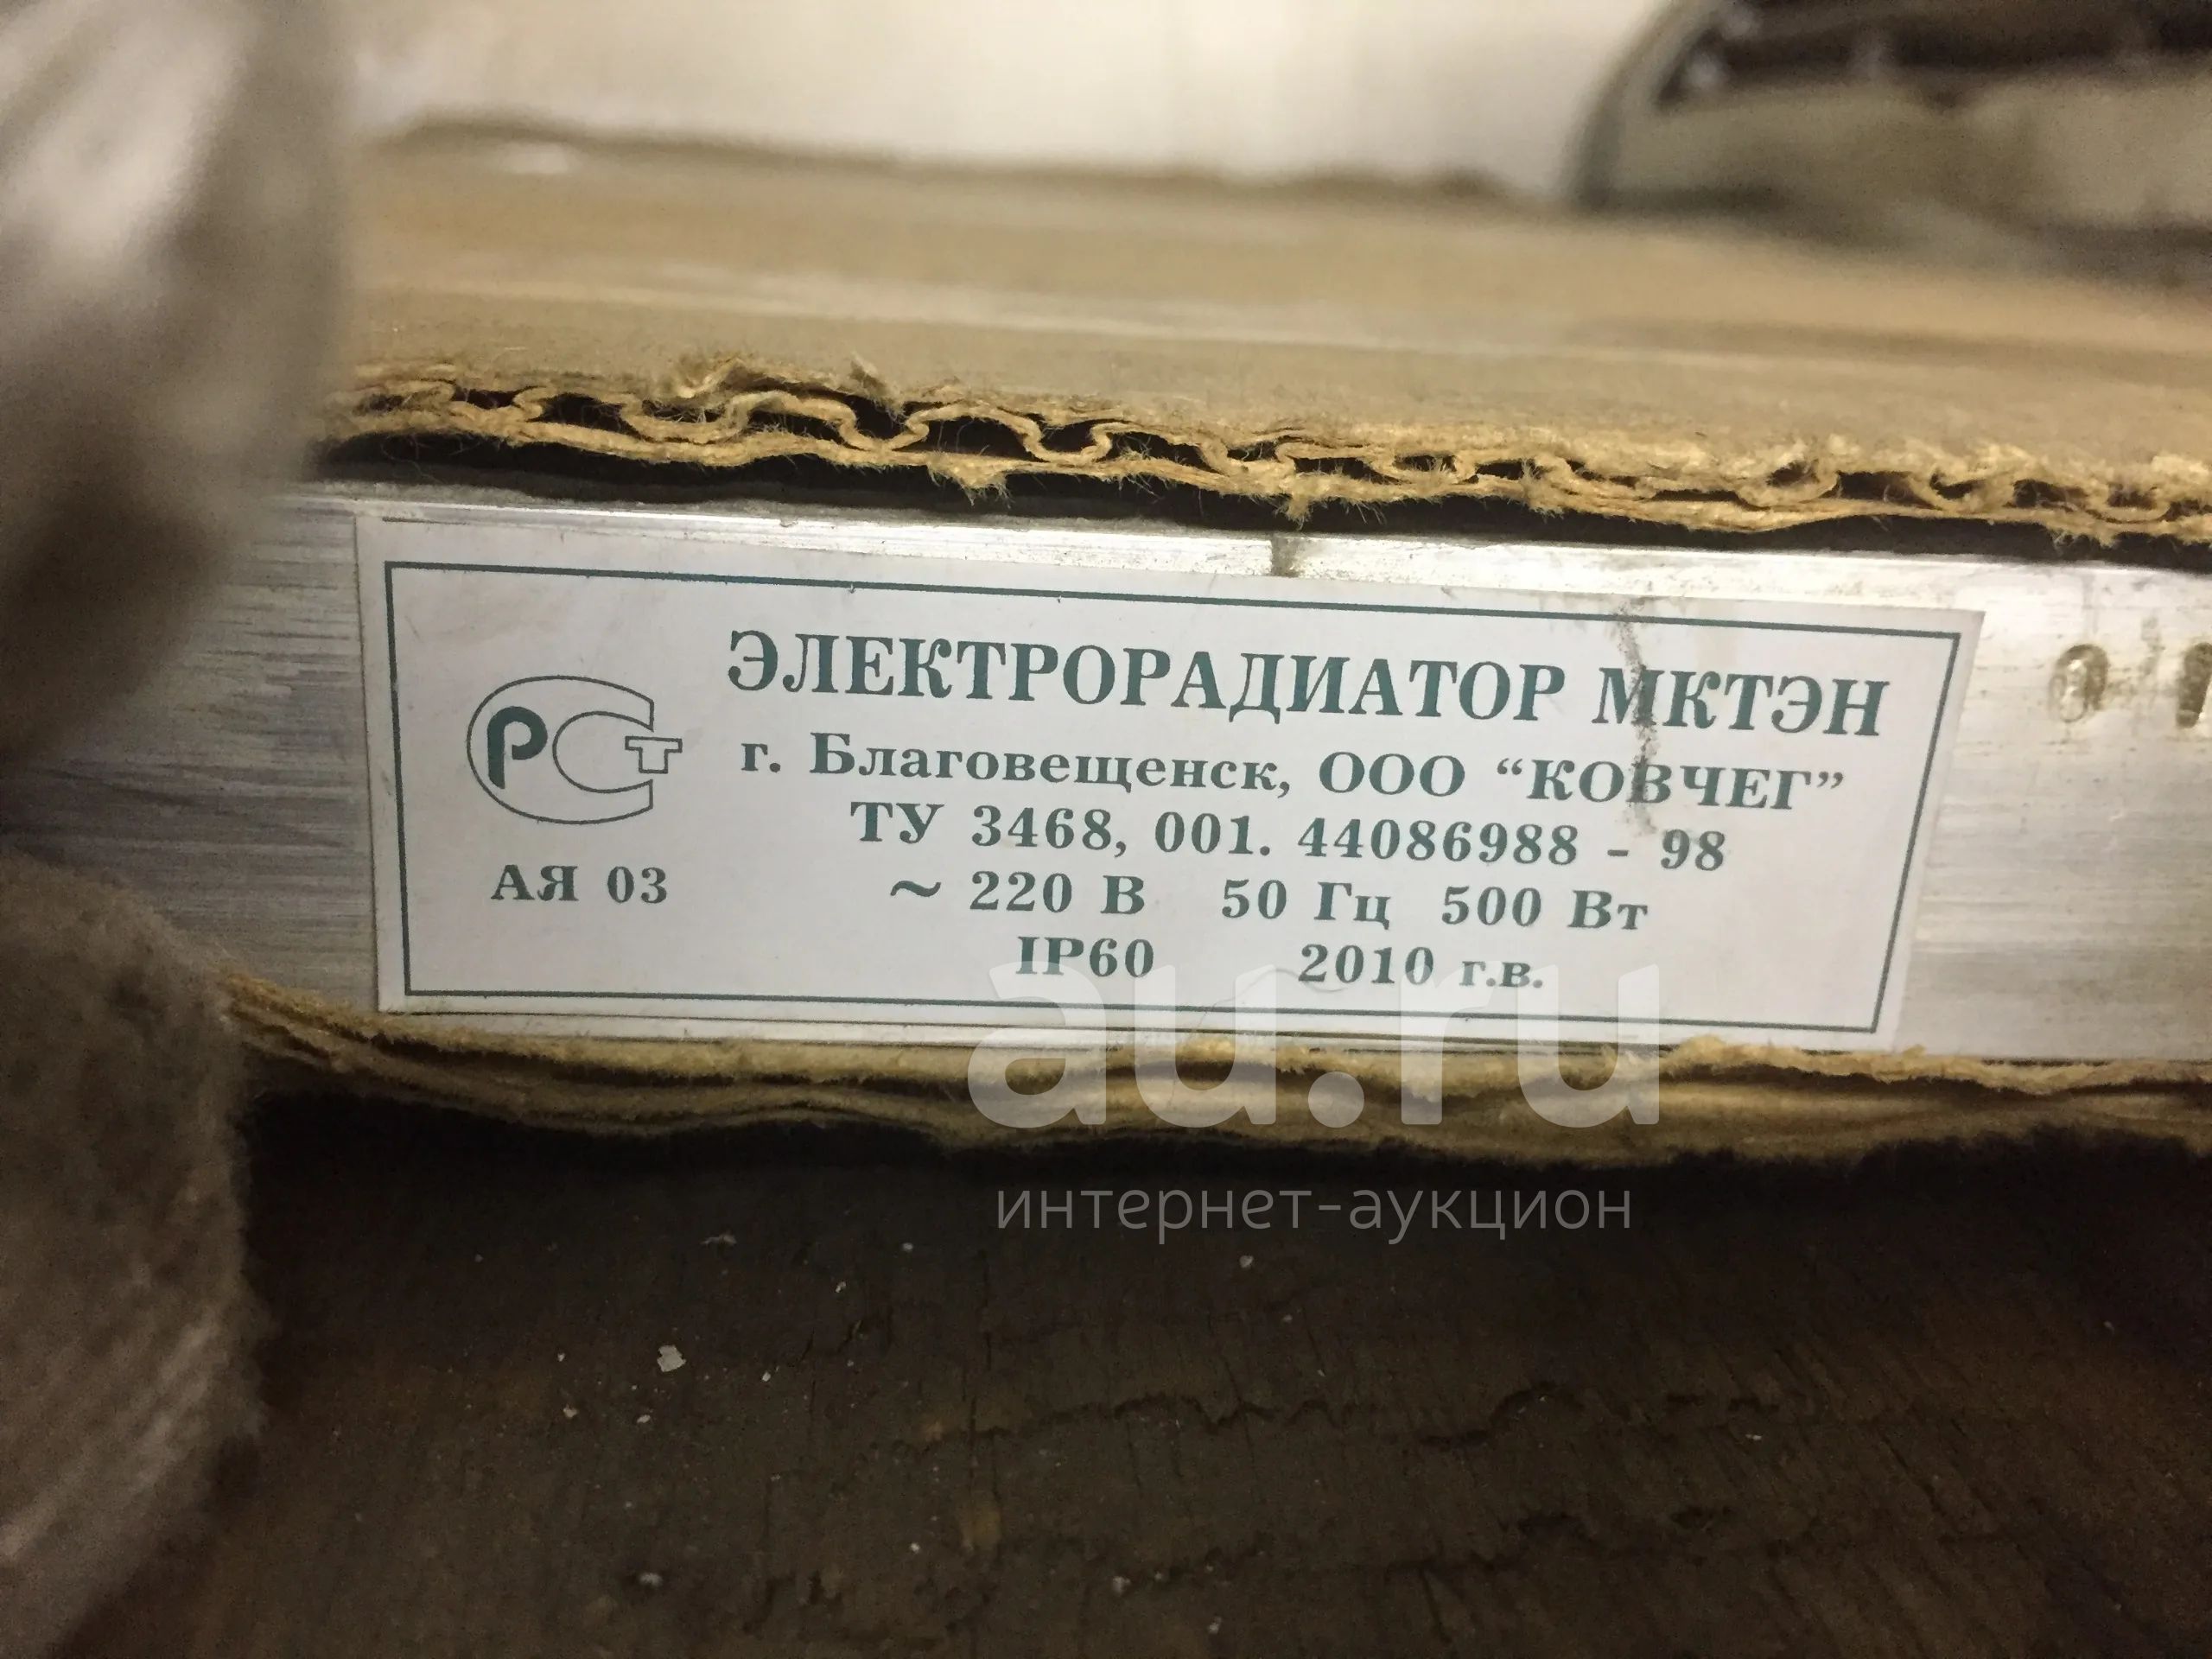 ЭЛЕКТРОРАДИАТОР МКТЭН
г. Благовещенск, ООО “КОВЧЕГ”
ТУ 3468, 001. 44086988 - 98
РСТ
АЯ 03
~ 220 В 50 Гц 500 Вт
IP60 2010 г.в.
au.ru
интернет-аукцион